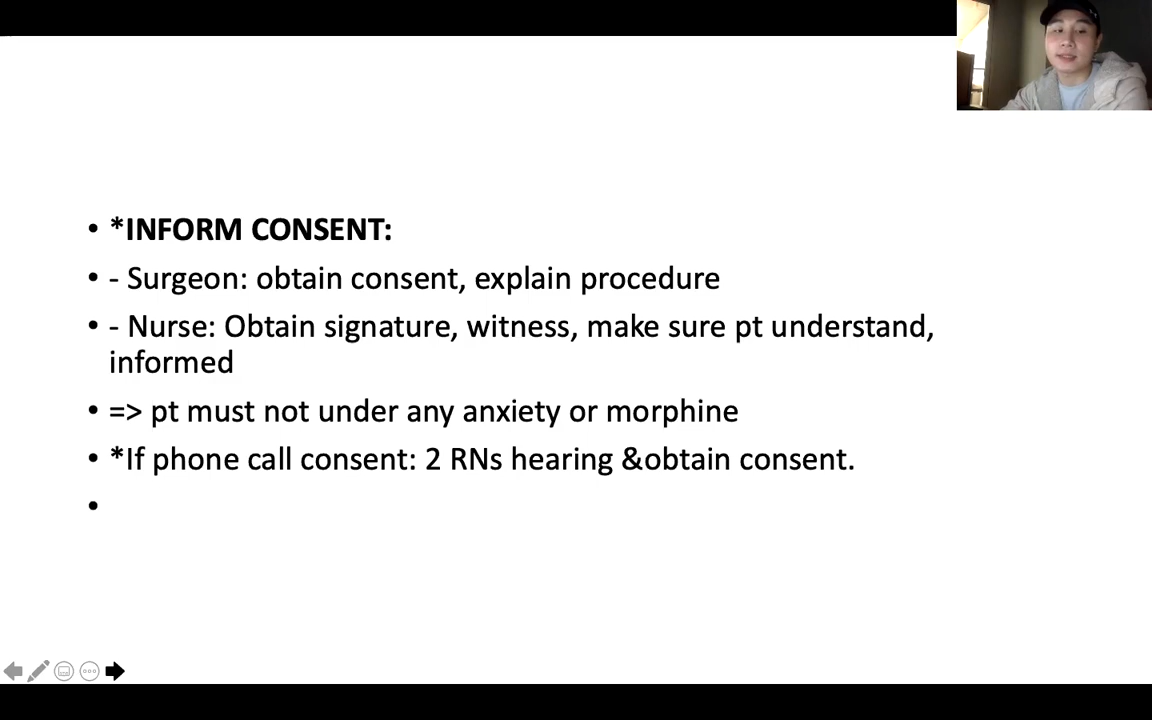 • *INFORM CONSENT:
• - Surgeon: obtain consent, explain procedure
• - Nurse: Obtain signature, witness, make sure pt understand,
informed
• => pt must not under any anxiety or morphine
• *If phone call consent: 2 RNs hearing &obtain consent.
•